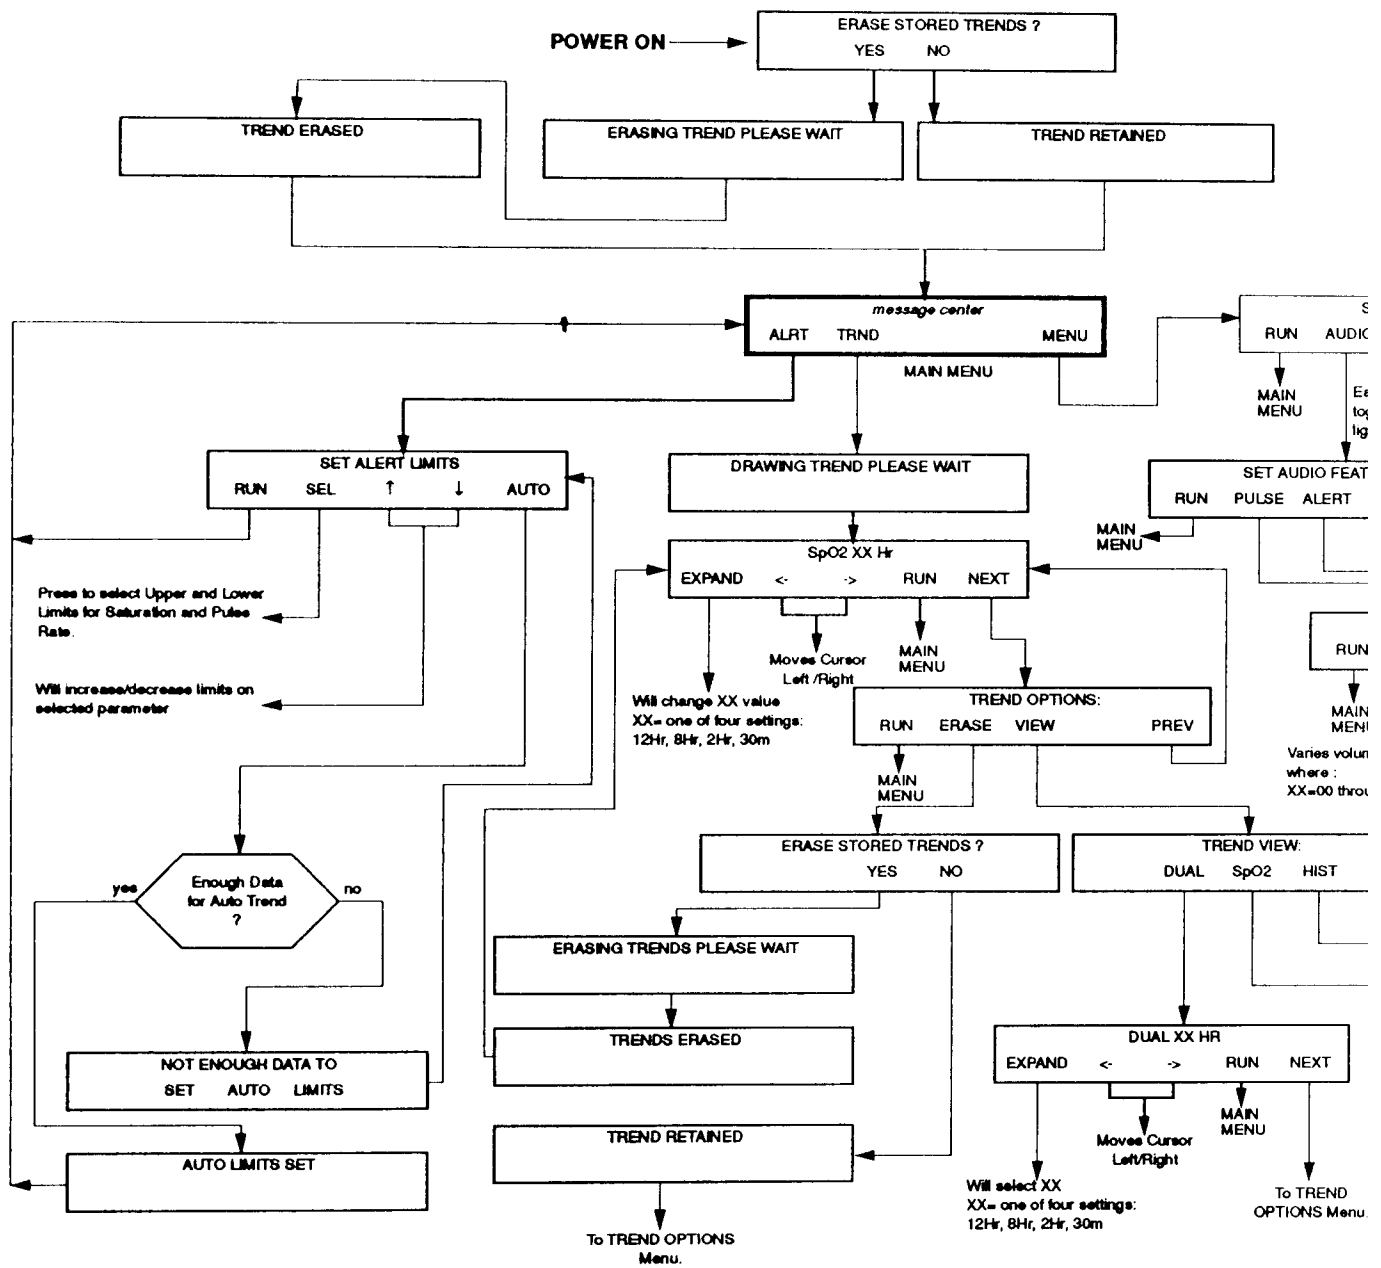 ERASE STORED TRENDS ?
POWER ON
YES NO
TREND ERASED
ERASING TREND PLEASE WAIT
TREND RETAINED
message center
ALRT TRND MENU
MAIN MENU
RUN
MAIN
MENU
SET ALERT LIMITS
RUN SEL ↑ ↓ AUTO
DRAWING TREND PLEASE WAIT
SET AUDIO
RUN PULSE ALERT
MAIN
MENU
SpO2 XX Hr
EXPAND <- -> RUN NEXT
Press to select Upper and Lower
Limits for Saturation and Pulse
Rate.
Will increase/decrease limits on
selected parameter
Moves Cursor
Left /Right
MAIN
MENU
RUN
MAIN
Will change XX value
XX= one of four settings:
12Hr, 8Hr, 2Hr, 30m
TREND OPTIONS:
RUN ERASE VIEW PREV
MAIN
MENU
Varies
where :
XX=00
ERASE STORED TRENDS ?
YES NO
TREND VIEW:
DUAL SpO2 HIST
yes
Enough Data
for Auto Trend
?
no
ERASING TRENDS PLEASE WAIT
TRENDS ERASED
DUAL XX HR
EXPAND <- -> RUN NEXT
NOT ENOUGH DATA TO
SET AUTO LIMITS
MAIN
MENU
Moves Cursor
Left/Right
TREND RETAINED
AUTO LIMITS SET
Will select XX
XX= one of four settings:
12Hr, 8Hr, 2Hr, 30m
To TREND
OPTIONS Menu.
To TREND OPTIONS
Menu.